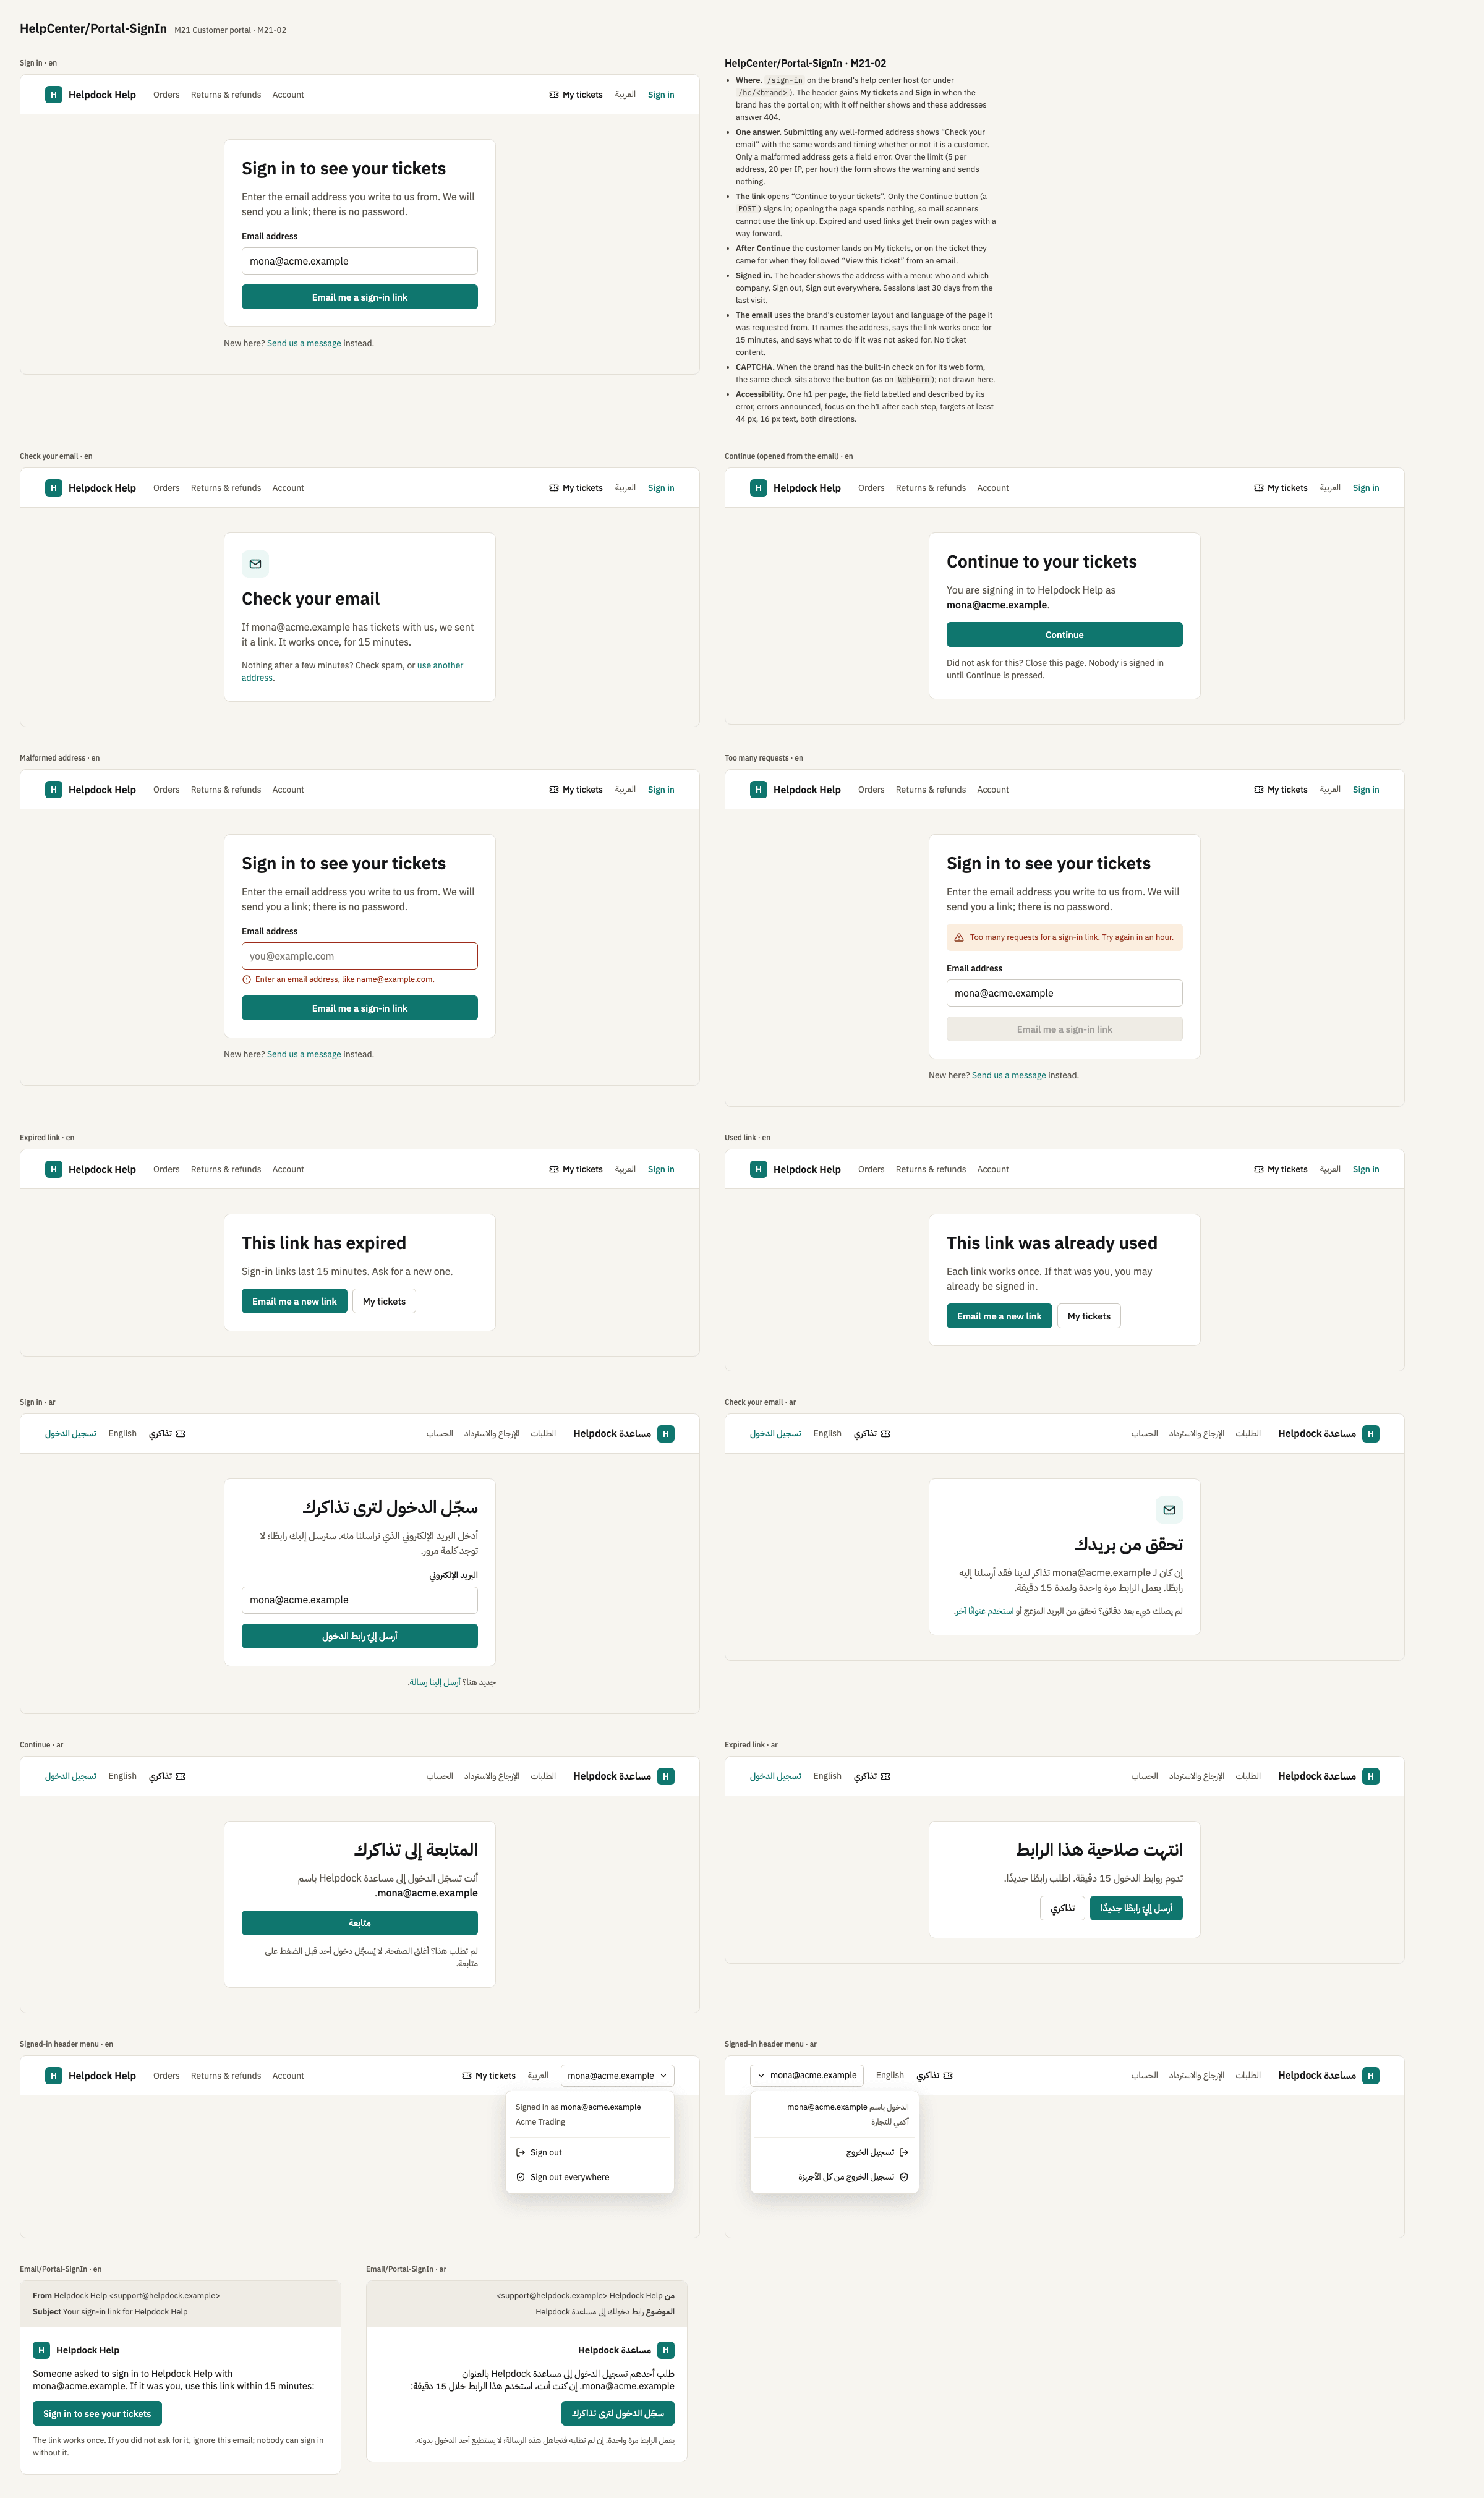 HelpCenter/Portal-SignIn M21 Customer portal · M21-02
Sign in · en
H Helpdock Help Orders Returns & refunds Account My tickets العربية Sign in
Sign in to see your tickets
Enter the email address you write to us from. We will
send you a link; there is no password.
Email address
mona@acme.example
Email me a sign-in link
New here? Send us a message instead.
HelpCenter/Portal-SignIn · M21-02
• Where. /sign-in on the brand's help center host (or under
/hc/<brand> ). The header gains My tickets and Sign in when the
brand has the portal on; with it off neither shows and these addresses
answer 404.
• One answer. Submitting any well-formed address shows “Check your
email” with the same words and timing whether or not it is a customer.
Only a malformed address gets a field error. Over the limit (5 per
address, 20 per IP, per hour) the form shows the warning and sends
nothing.
• The link opens “Continue to your tickets”. Only the Continue button (a
POST ) signs in; opening the page spends nothing, so mail scanners
cannot use the link up. Expired and used links get their own pages with a
way forward.
• After Continue the customer lands on My tickets, or on the ticket they
came for when they followed “View this ticket” from an email.
• Signed in. The header shows the address with a menu: who and which
company, Sign out, Sign out everywhere. Sessions last 30 days from the
last visit.
• The email uses the brand's customer layout and language of the page it
was requested from. It names the address, says the link works once for
15 minutes, and says what to do if it was not asked for. No ticket
content.
• CAPTCHA. When the brand has the built-in check on for its web form,
the same check sits above the button (as on WebForm ); not drawn here.
• Accessibility. One h1 per page, the field labelled and described by its
error, errors announced, focus on the h1 after each step, targets at least
44 px, 16 px text, both directions.
Check your email · en
H Helpdock Help Orders Returns & refunds Account My tickets العربية Sign in
Check your email
If mona@acme.example has tickets with us, we sent
it a link. It works once, for 15 minutes.
Nothing after a few minutes? Check spam, or use another
address.
Continue (opened from the email) · en
H Helpdock Help Orders Returns & refunds Account My tickets العربية Sign in
Continue to your tickets
You are signing in to Helpdock Help as
mona@acme.example.
Continue
Did not ask for this? Close this page. Nobody is signed in
until Continue is pressed.
Malformed address · en
H Helpdock Help Orders Returns & refunds Account My tickets العربية Sign in
Sign in to see your tickets
Enter the email address you write to us from. We will
send you a link; there is no password.
Email address
you@example.com
Enter an email address, like name@example.com.
Email me a sign-in link
New here? Send us a message instead.
Too many requests · en
H Helpdock Help Orders Returns & refunds Account My tickets العربية Sign in
Sign in to see your tickets
Enter the email address you write to us from. We will
send you a link; there is no password.
Too many requests for a sign-in link. Try again in an hour.
Email address
mona@acme.example
Email me a sign-in link
New here? Send us a message instead.
Expired link · en
H Helpdock Help Orders Returns & refunds Account My tickets العربية Sign in
This link has expired
Sign-in links last 15 minutes. Ask for a new one.
Email me a new link My tickets
Used link · en
H Helpdock Help Orders Returns & refunds Account My tickets العربية Sign in
This link was already used
Each link works once. If that was you, you may
already be signed in.
Email me a new link My tickets
Sign in · ar
H مساعدة Helpdock الطلبات الإرجاع والاسترداد الحساب تذاكري English تسجيل الدخول
سجّل الدخول لترى تذاكرك
أدخل البريد الإلكتروني الذي تراسلنا منه. سنرسل إليك رابطًا؛ لا
توجد كلمة مرور.
البريد الإلكتروني
mona@acme.example
أرسل إليّ رابط الدخول
جديد هنا؟ أرسل إلينا رسالة.
Check your email · ar
H مساعدة Helpdock الطلبات الإرجاع والاسترداد الحساب تذاكري English تسجيل الدخول
تحقق من بريدك
إن كان لـ mona@acme.example تذاكر لدينا فقد أرسلنا إليه
رابطًا. يعمل الرابط مرة واحدة ولمدة 15 دقيقة.
لم يصلك شيء بعد دقائق؟ تحقق من البريد المزعج أو استخدم عنوانًا آخر.
Continue · ar
H مساعدة Helpdock الطلبات الإرجاع والاسترداد الحساب تذاكري English تسجيل الدخول
المتابعة إلى تذاكرك
أنت تسجّل الدخول إلى مساعدة Helpdock باسم
mona@acme.example.
متابعة
لم تطلب هذا؟ أغلق الصفحة. لا يُسجَّل دخول أحد قبل الضغط على
متابعة.
Expired link · ar
H مساعدة Helpdock الطلبات الإرجاع والاسترداد الحساب تذاكري English تسجيل الدخول
انتهت صلاحية هذا الرابط
تدوم روابط الدخول 15 دقيقة. اطلب رابطًا جديدًا.
أرسل إليّ رابطًا جديدًا تذاكري
Signed-in header menu · en
H Helpdock Help Orders Returns & refunds Account My tickets العربية mona@acme.example
Signed in as mona@acme.example
Acme Trading
Sign out
Sign out everywhere
Signed-in header menu · ar
H مساعدة Helpdock الطلبات الإرجاع والاسترداد الحساب تذاكري English mona@acme.example
الدخول باسم mona@acme.example
أكمي للتجارة
تسجيل الخروج
تسجيل الخروج من كل الأجهزة
Email/Portal-SignIn · en
From Helpdock Help <support@helpdock.example>
Subject Your sign-in link for Helpdock Help
H Helpdock Help
Someone asked to sign in to Helpdock Help with
mona@acme.example. If it was you, use this link within 15 minutes:
Sign in to see your tickets
The link works once. If you did not ask for it, ignore this email; nobody can sign in
without it.
Email/Portal-SignIn · ar
من Helpdock Help <support@helpdock.example>
الموضوع رابط دخولك إلى مساعدة Helpdock
H مساعدة Helpdock
طلب أحدهم تسجيل الدخول إلى مساعدة Helpdock بالعنوان
mona@acme.example. إن كنت أنت، استخدم هذا الرابط خلال 15 دقيقة:
سجّل الدخول لترى تذاكرك
يعمل الرابط مرة واحدة. إن لم تطلبه فتجاهل هذه الرسالة؛ لا يستطيع أحد الدخول بدونه.